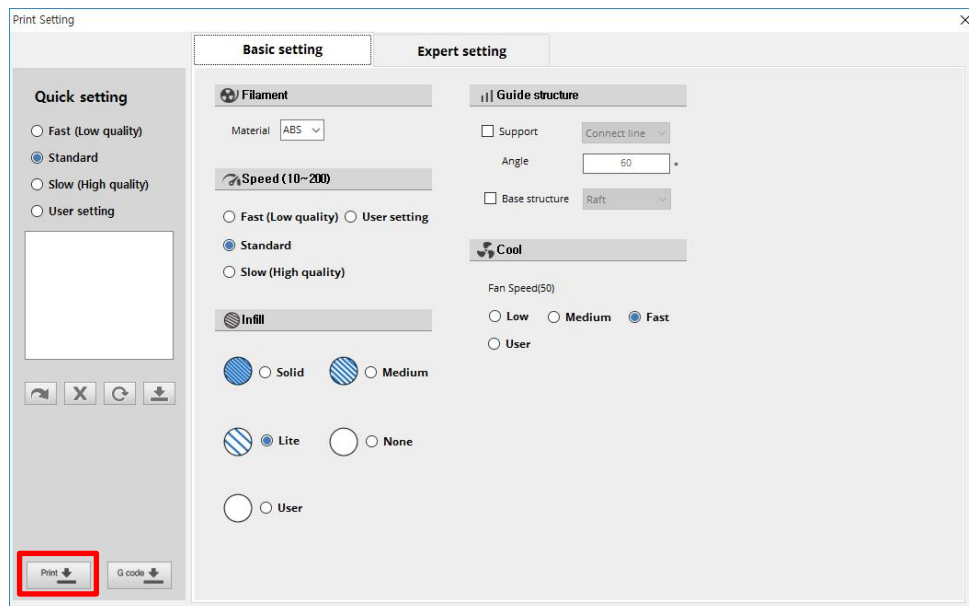 Print Setting
Basic setting
Expert setting
Quick setting
Fast (Low quality)
Standard
Slow (High quality)
User setting
Print
G code
Filament
Material ABS
Speed (10~200)
Fast (Low quality) User setting
Standard
Slow (High quality)
Infill
Solid Medium
Lite None
User
Guide structure
Support Connect line
Angle 60 °
Base structure Raft
Cool
Fan Speed(50)
Low Medium Fast
User